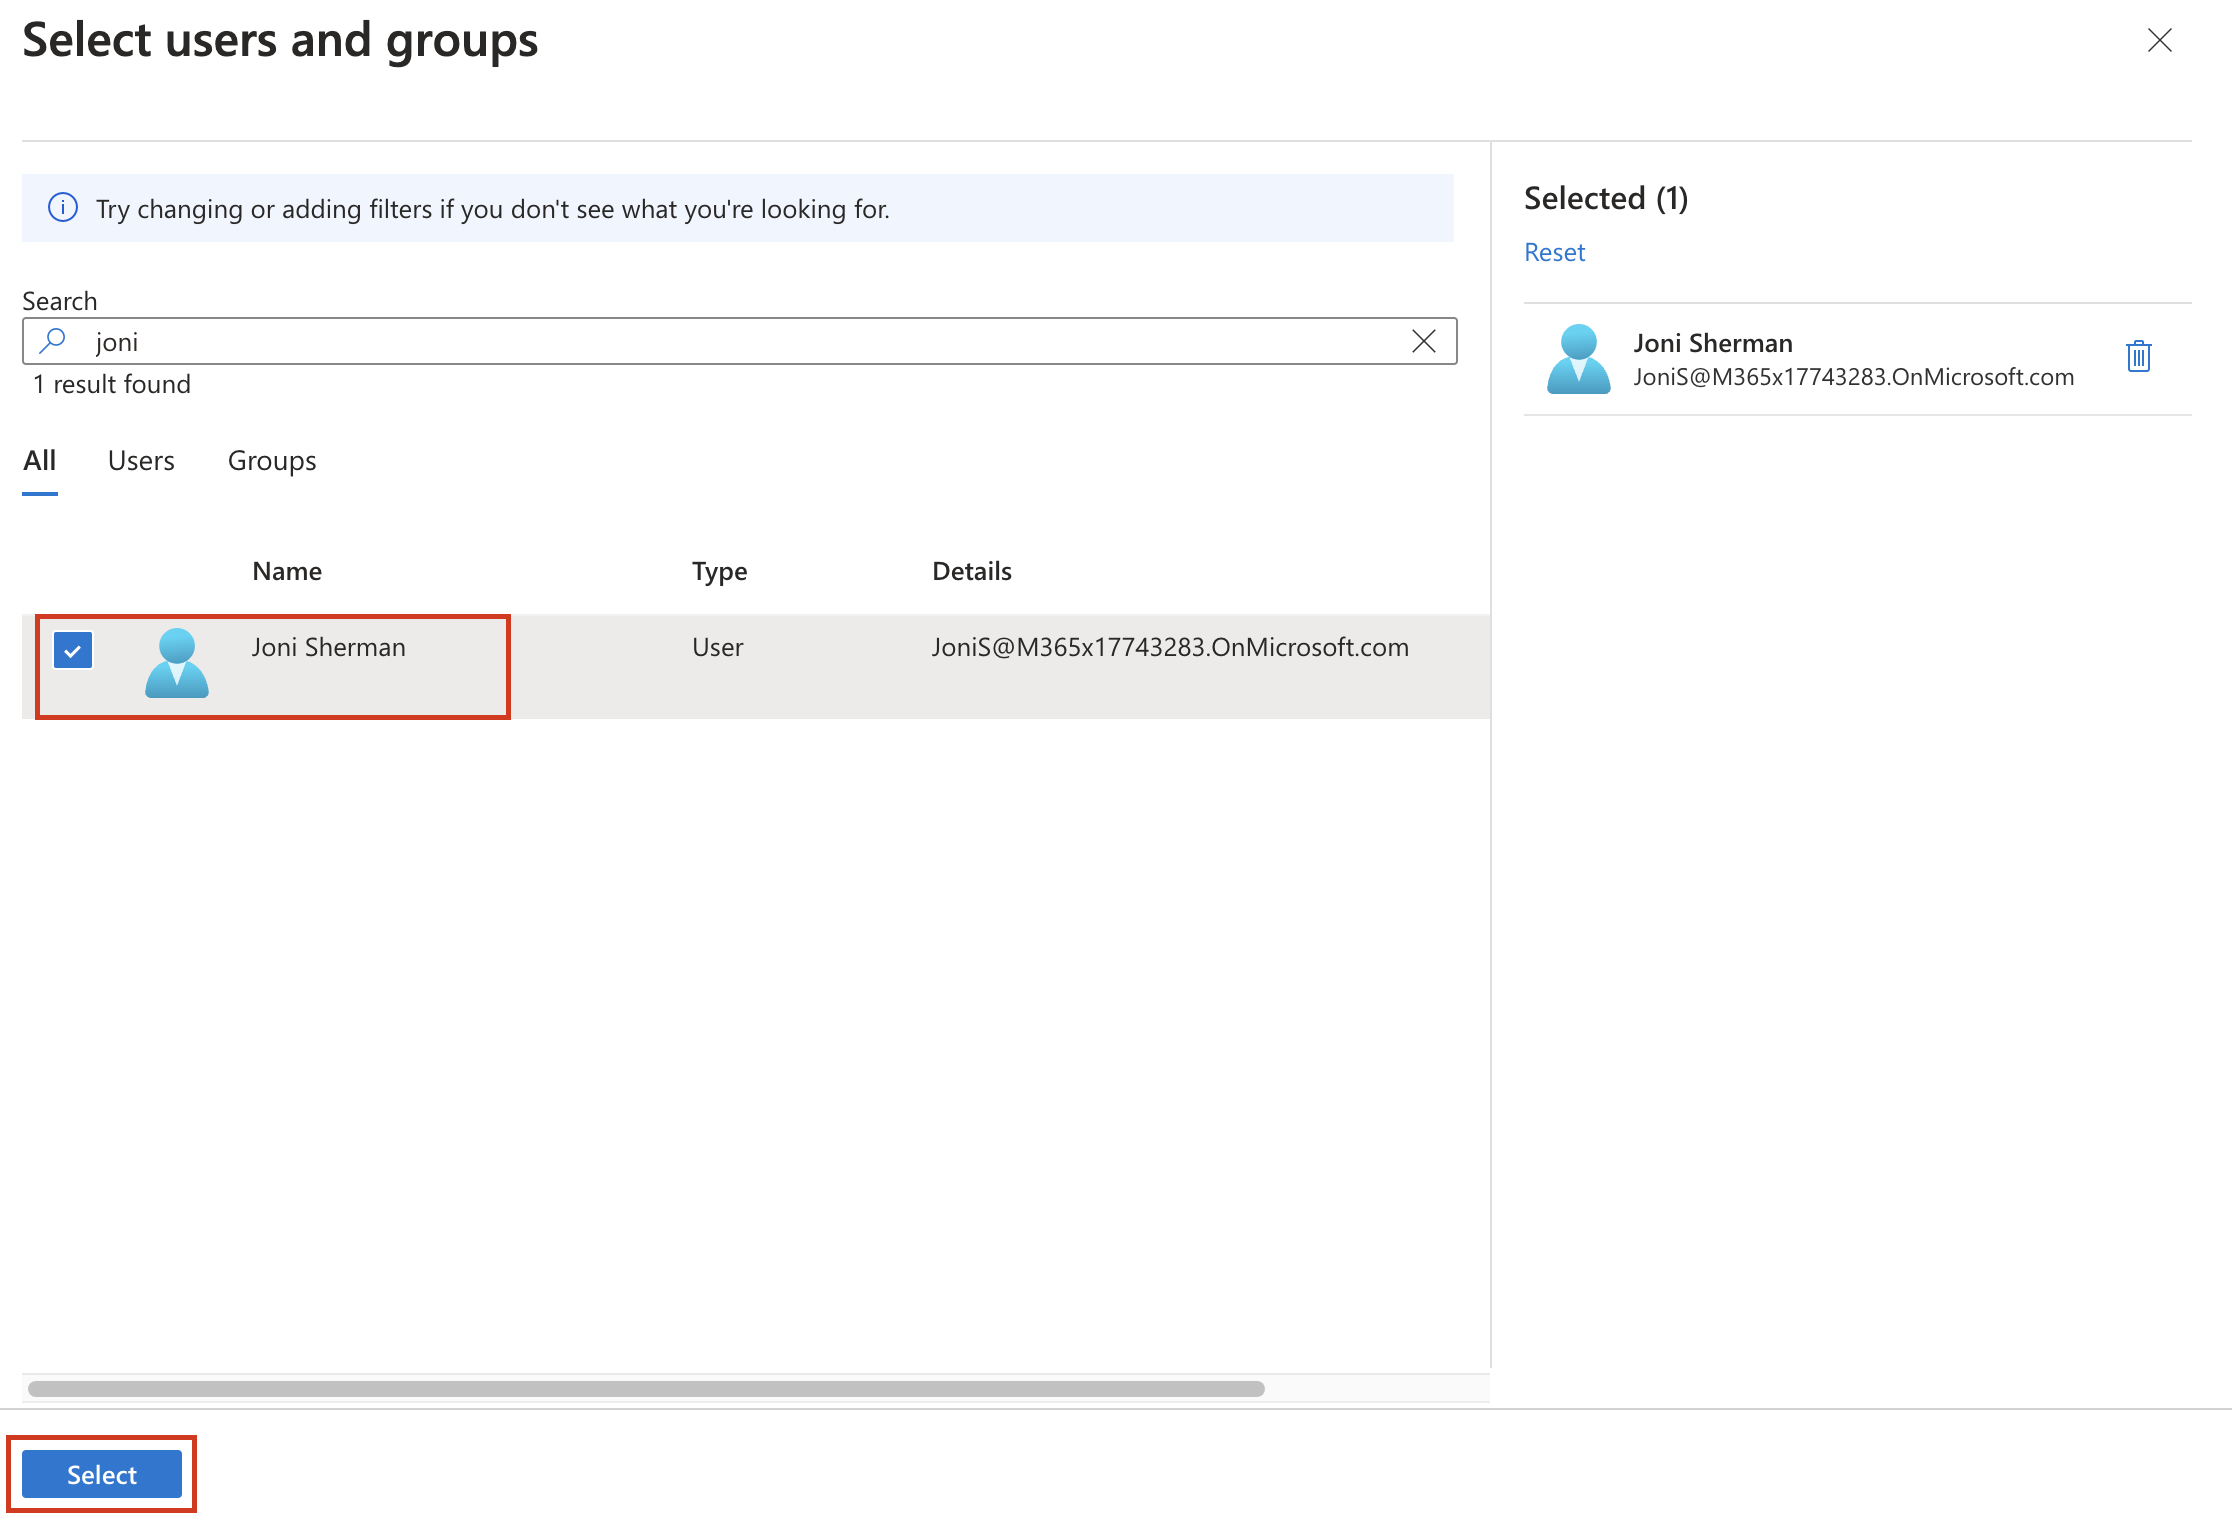 Select users and groups
Try changing or adding filters if you don't see what you're looking for.
Search
joni
1 result found
All Users Groups
Name Type Details
Joni Sherman User JoniS@M365x17743283.OnMicrosoft.com
Selected (1)
Reset
Joni Sherman
JoniS@M365x17743283.OnMicrosoft.com
Select